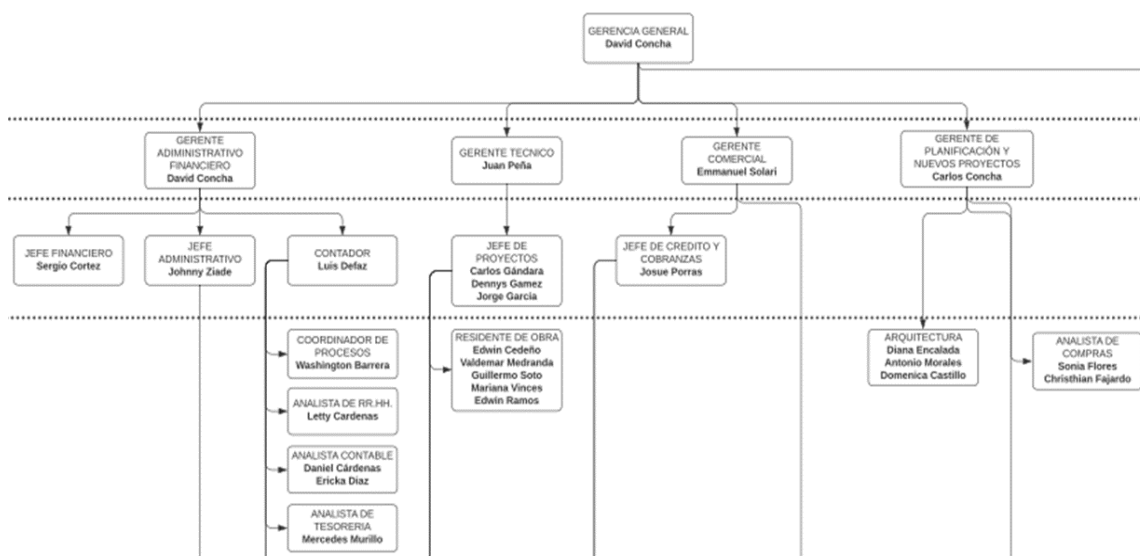 GERENCIA GENERAL
David Concha
GERENTE
ADIMINISTRATIVO
FINANCIERO
David Concha
GERENTE TECNICO
Juan Peña
GERENTE
COMERCIAL
Emmanuel Solari
GERENTE DE
PLANIFICACIÓN Y
NUEVOS PROYECTOS
Carlos Concha
JEFE FINANCIERO
Sergio Cortez
JEFE
ADMINISTRATIVO
Johnny Ziade
CONTADOR
Luis Defaz
JEFE DE
PROYECTOS
Carlos Gándara
Dennys Gamez
Jorge Garcia
JEFE DE CREDITO Y
COBRANZAS
Josue Porras
COORDINADOR DE
PROCESOS
Washington Barrera
RESIDENTE DE OBRA
Edwin Cedeño
Valdemar Medranda
Guillermo Soto
Mariana Vinces
Edwin Ramos
ARQUITECTURA
Diana Encalada
Antonio Morales
Domenica Castillo
ANALISTA DE
COMPRAS
Sonia Flores
Christhian Fajardo
ANALISTA DE RR.HH.
Letty Cardenas
ANALISTA CONTABLE
Daniel Cárdenas
Ericka Diaz
ANALISTA DE
TESORERIA
Mercedes Murillo